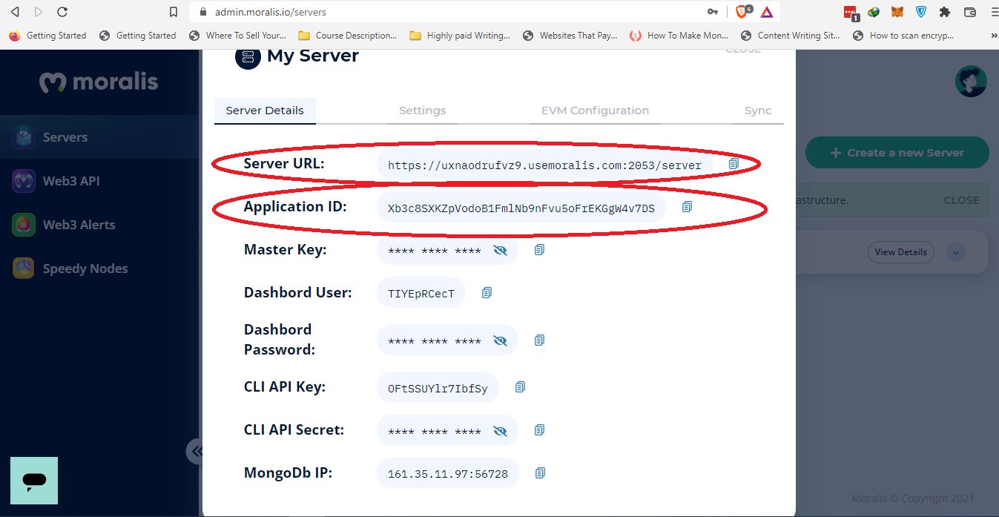 admin.moralis.io/servers
6
1
Getting Started
Getting Started
Where To Sell Your...
Course Description...
Highly paid Writing...
Websites That Pay...
How To Make Mon...
Content Writing Sit...
How to scan encryp...
»
moralis
Servers
Web3 API
Web3 Alerts
Speedy Nodes
My Server
CLOSE
Server Details
Settings
EVM Configuration
Sync
Server URL:
https://uxnaodrufvz9.usemoralis.com:2053/server
Application ID:
Xb3c8SXKZpVodoB1FmlNb9nFvu5oFrEKGgW4v7DS
Master Key:
**** **** ****
Dashbord User:
TIYEpRCecT
Dashbord
Password:
**** **** ****
CLI API Key:
OFtSSUYlr7IbfSy
CLI API Secret:
**** **** ****
MongoDb IP:
161.35.11.97:56728
+ Create a new Server
astructure.
CLOSE
View Details
Moralis © Copyright 2021